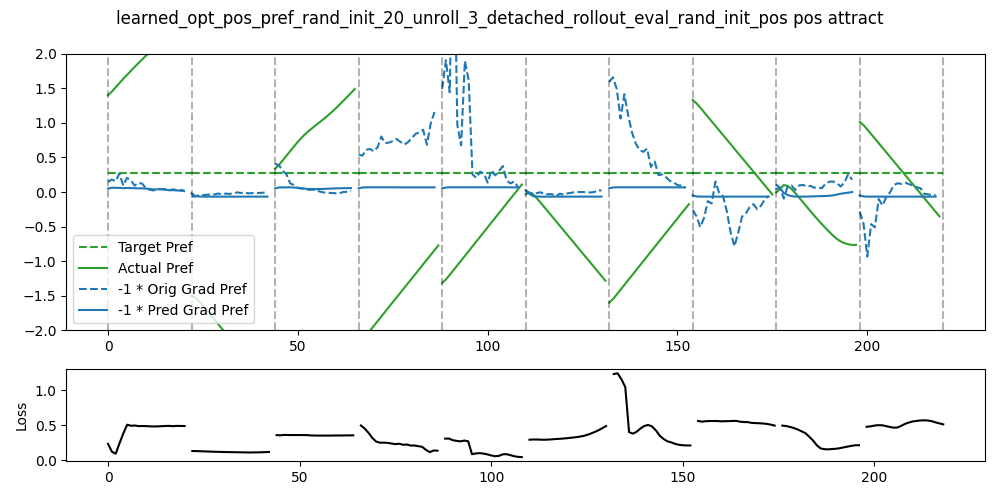 learned_opt_pos_pref_rand_init_20_unroll_3_detached_rollout_eval_rand_init_pos pos attract
2.0
1.5
1.0
0.5
0.0
−0.5
−1.0
−1.5
−2.0
Target Pref
Actual Pref
-1 * Orig Grad Pref
-1 * Pred Grad Pref
0 50 100 150 200
Loss
1.0
0.5
0.0
0 50 100 150 200